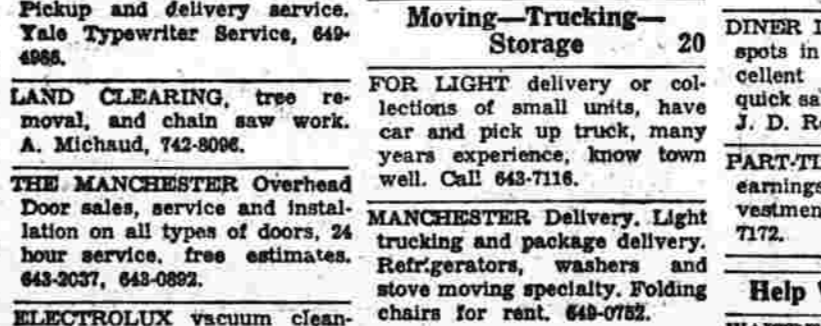 Pickup and delivery service.
Yale Typewriter Service, 649-
4986.
LAND CLEARING, tree re-
moval, and chain saw work.
A. Michaud, 742-8096.
THE MANCHESTER Overhead
Door sales, service and instal-
lation on all types of doors, 24
hour service, free estimates.
643-2037, 643-0892.
ELECTROLUX vacuum clean-
Moving—Trucking—
Storage 20
FOR LIGHT delivery or col-
lections of small units, have
car and pick up truck, many
years experience, know town
well. Call 643-7116.
MANCHESTER Delivery. Light
trucking and package delivery.
Refrigerators, washers and
stove moving specialty. Folding
chairs for rent. 649-0752.
DINER
spots in
cellent
quick
J. D.
earnings
7172.
Help